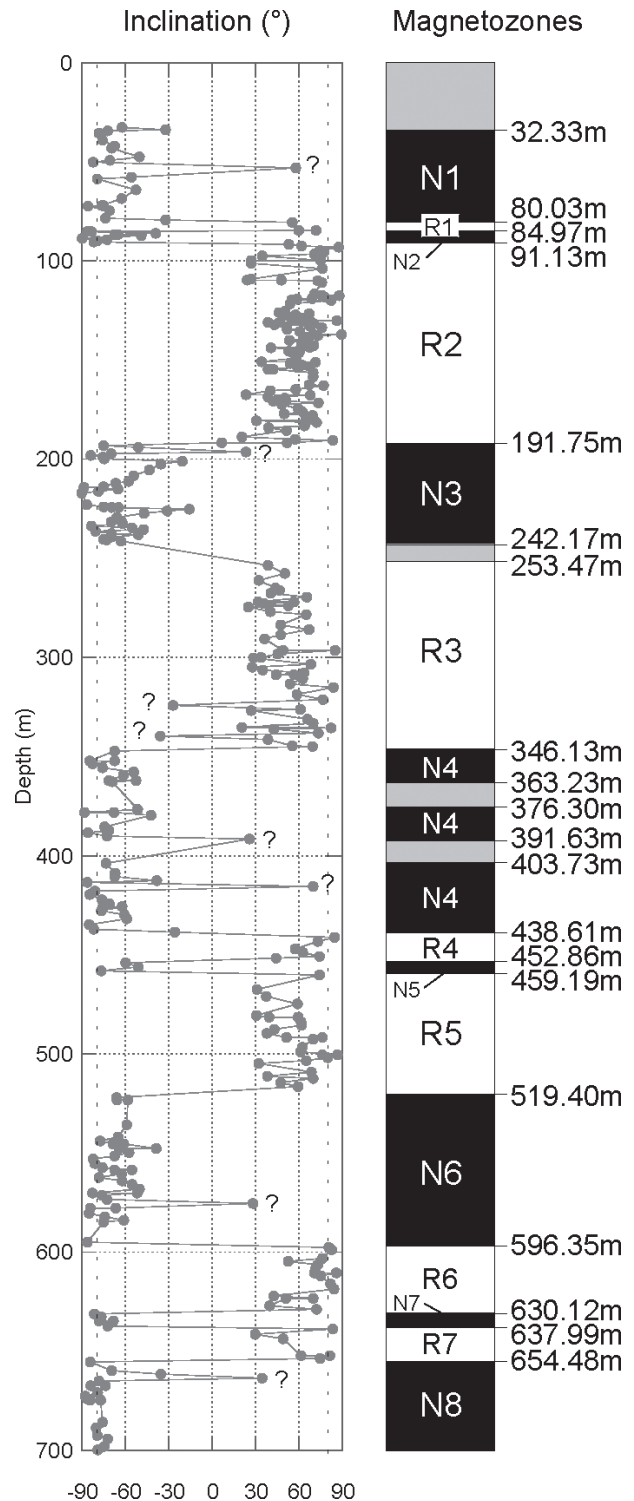 Inclination (°)
Magnetozones
0
32.33m
N1
?
80.03m
R1
84.97m
N2
91.13m
100
R2
191.75m
?
200
N3
242.17m
253.47m
R3
300
?
?
346.13m
N4
363.23m
376.30m
N4
391.63m
?
400
403.73m
?
N4
438.61m
R4
452.86m
459.19m
N5
R5
500
519.40m
N6
?
596.35m
600
R6
N7
630.12m
637.99m
R7
654.48m
?
N8
700
Depth (m)
-90 -60 -30 0 30 60 90